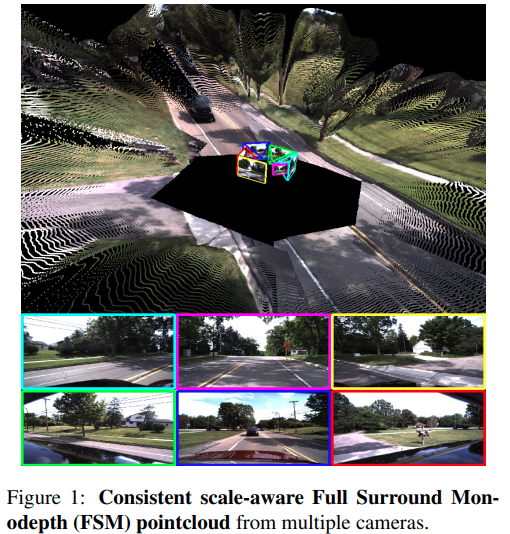 Figure 1: Consistent scale-aware Full Surround Mon-
odepth (FSM) pointcloud from multiple cameras.